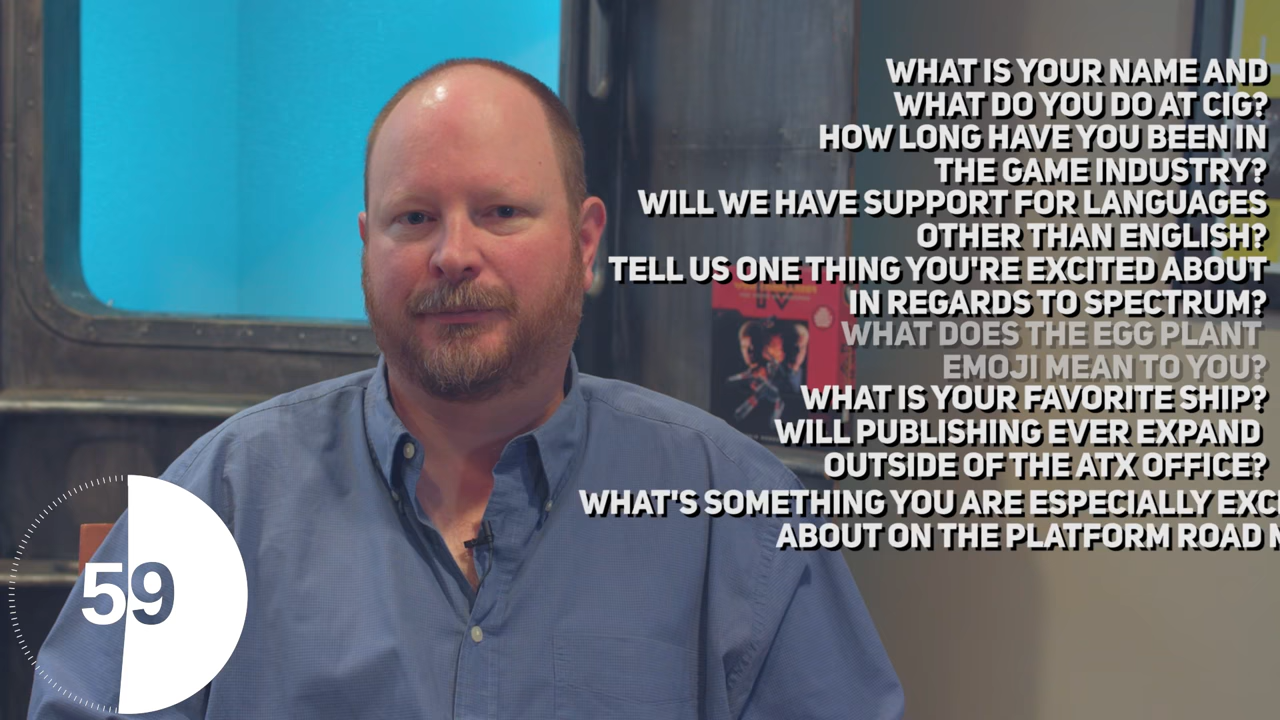 WHAT IS YOUR NAME AND
WHAT DO YOU DO AT CIG?
HOW LONG HAVE YOU BEEN IN
THE GAME INDUSTRY?
WILL WE HAVE SUPPORT FOR LANGUAGES
OTHER THAN ENGLISH?
TELL US ONE THING YOU'RE EXCITED ABOUT
IN REGARDS TO SPECTRUM?
WHAT DOES THE EGG PLANT
EMOJI MEAN TO YOU?
WHAT IS YOUR FAVORITE SHIP?
WILL PUBLISHING EVER EXPAND
OUTSIDE OF THE ATX OFFICE?
WHAT'S SOMETHING YOU ARE ESPECIALLY EXC
ABOUT ON THE PLATFORM ROAD
59